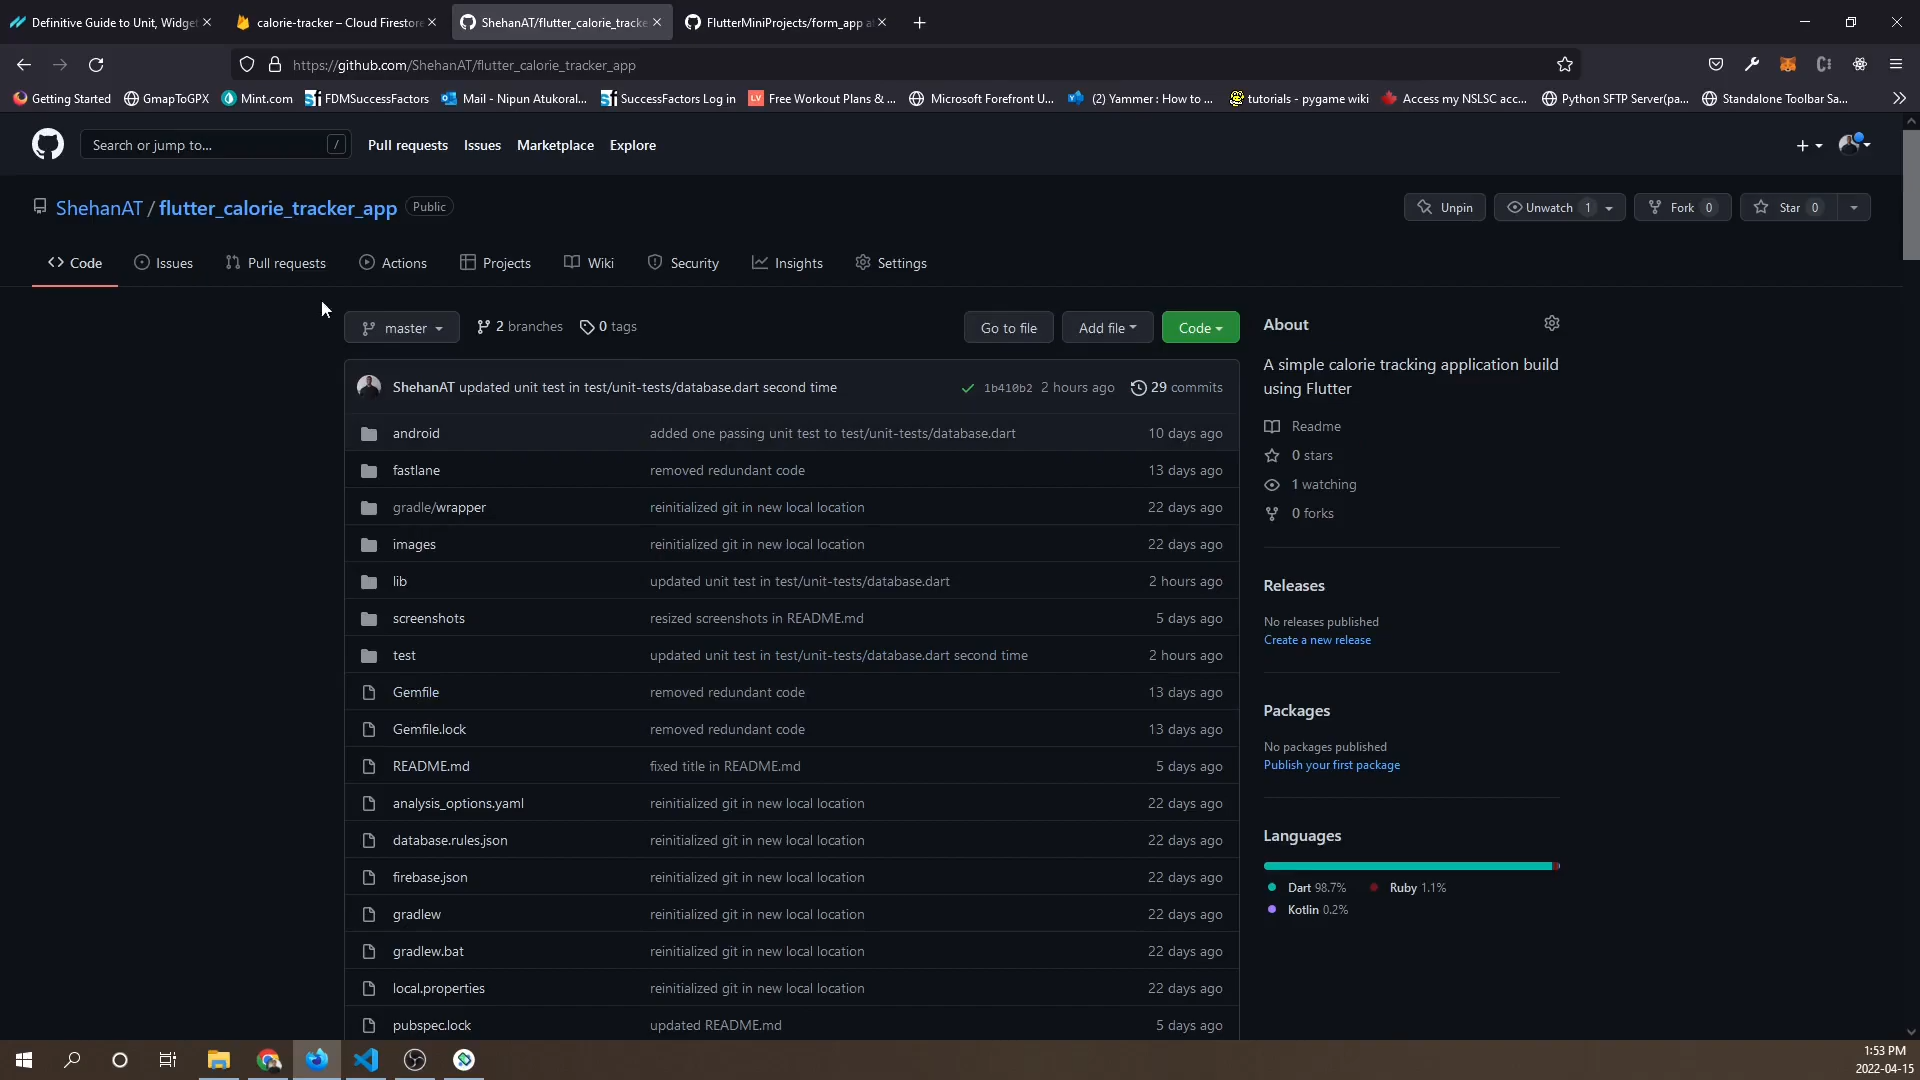 Definitive Guide to Unit, Widge
calorie-tracker – Cloud Firestore
ShehanAT/flutter_calorie_tracke
FlutterMiniProjects/form_app a
https://github.com/ShehanAT/flutter_calorie_tracker_app
Getting Started
GmapToGPX
Mint.com
FDMSuccessFactors
Mail - Nipun Atukoral...
SuccessFactors Log in
Free Workout Plans & ...
Microsoft Forefront U...
(2) Yammer : How to ...
tutorials - pygame wiki
Access my NSLSC acc...
Python SFTP Server(pa...
Standalone Toolbar Sa...
Search or jump to... /
Pull requests
Issues
Marketplace
Explore
ShehanAT / flutter_calorie_tracker_app Public
Unpin
Unwatch 1
Fork 0
Star 0
Code
Issues
Pull requests
Actions
Projects
Wiki
Security
Insights
Settings
master
2 branches
0 tags
Go to file
Add file
Code
ShehanAT updated unit test in test/unit-tests/database.dart second time 1b410b2 2 hours ago 29 commits
android added one passing unit test to test/unit-tests/database.dart 10 days ago
fastlane removed redundant code 13 days ago
gradle/wrapper reinitialized git in new local location 22 days ago
images reinitialized git in new local location 22 days ago
lib updated unit test in test/unit-tests/database.dart 2 hours ago
screenshots resized screenshots in README.md 5 days ago
test updated unit test in test/unit-tests/database.dart second time 2 hours ago
Gemfile removed redundant code 13 days ago
Gemfile.lock removed redundant code 13 days ago
README.md fixed title in README.md 5 days ago
analysis_options.yaml reinitialized git in new local location 22 days ago
database.rules.json reinitialized git in new local location 22 days ago
firebase.json reinitialized git in new local location 22 days ago
gradlew reinitialized git in new local location 22 days ago
gradlew.bat reinitialized git in new local location 22 days ago
local.properties reinitialized git in new local location 22 days ago
pubspec.lock updated README.md 5 days ago
About
A simple calorie tracking application build
using Flutter
Readme
0 stars
1 watching
0 forks
Releases
No releases published
Create a new release
Packages
No packages published
Publish your first package
Languages
Dart 98.7%
Ruby 1.1%
Kotlin 0.2%
1:53 PM
2022-04-15